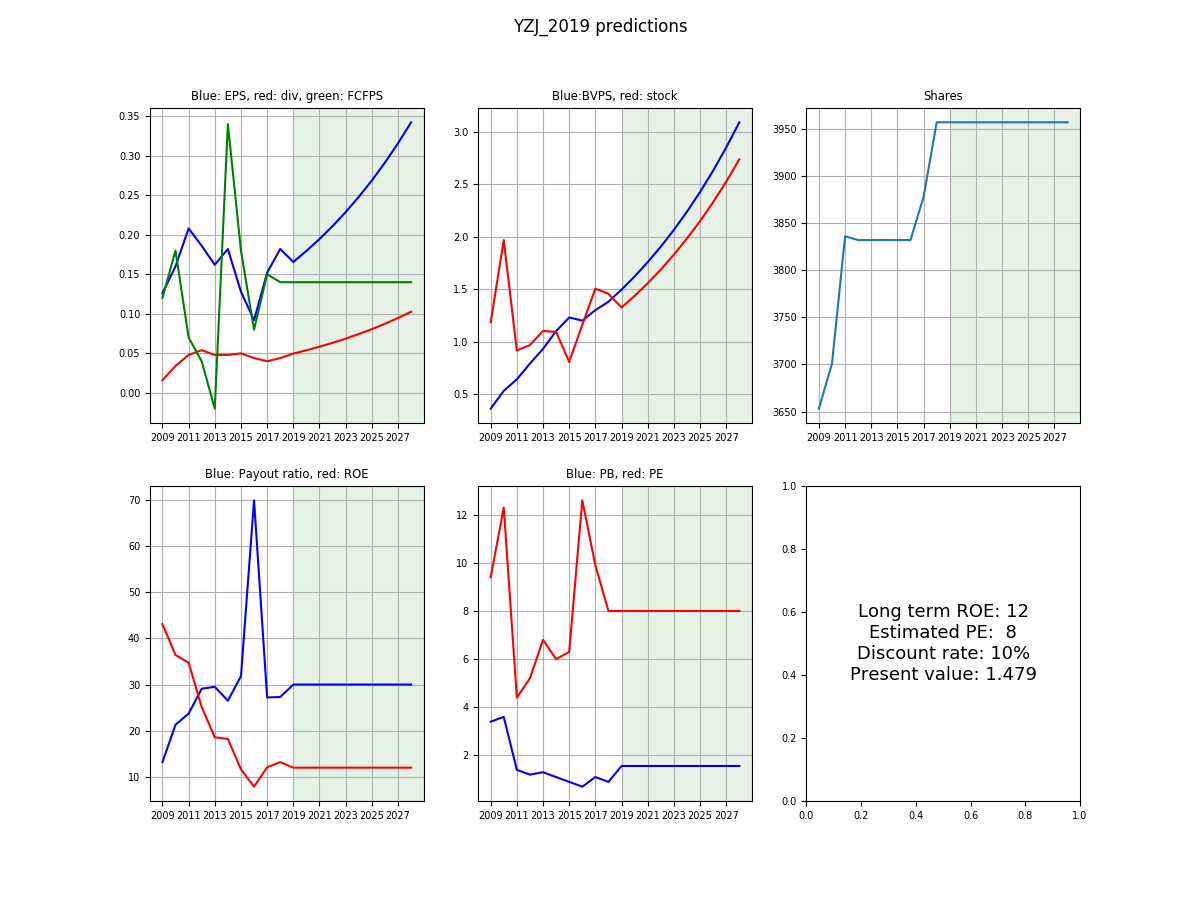 YZJ_2019 predictions
Blue: EPS, red: div, green: FCFPS
0.35
0.30
0.25
0.20
0.15
0.10
0.05
0.00
2009 2011 2013 2015 2017 2019 2021 2023 2025 2027
Blue:BVPS, red: stock
3.0
2.5
2.0
1.5
1.0
0.5
2009 2011 2013 2015 2017 2019 2021 2023 2025 2027
Shares
3950
3900
3850
3800
3750
3700
3650
2009 2011 2013 2015 2017 2019 2021 2023 2025 2027
Blue: Payout ratio, red: ROE
70
60
50
40
30
20
10
2009 2011 2013 2015 2017 2019 2021 2023 2025 2027
Blue: PB, red: PE
12
10
8
6
4
2
2009 2011 2013 2015 2017 2019 2021 2023 2025 2027
1.0
0.8
0.6
0.4
0.2
0.0
Long term ROE: 12
Estimated PE:  8
Discount rate: 10%
Present value: 1.479
0.0 0.2 0.4 0.6 0.8 1.0